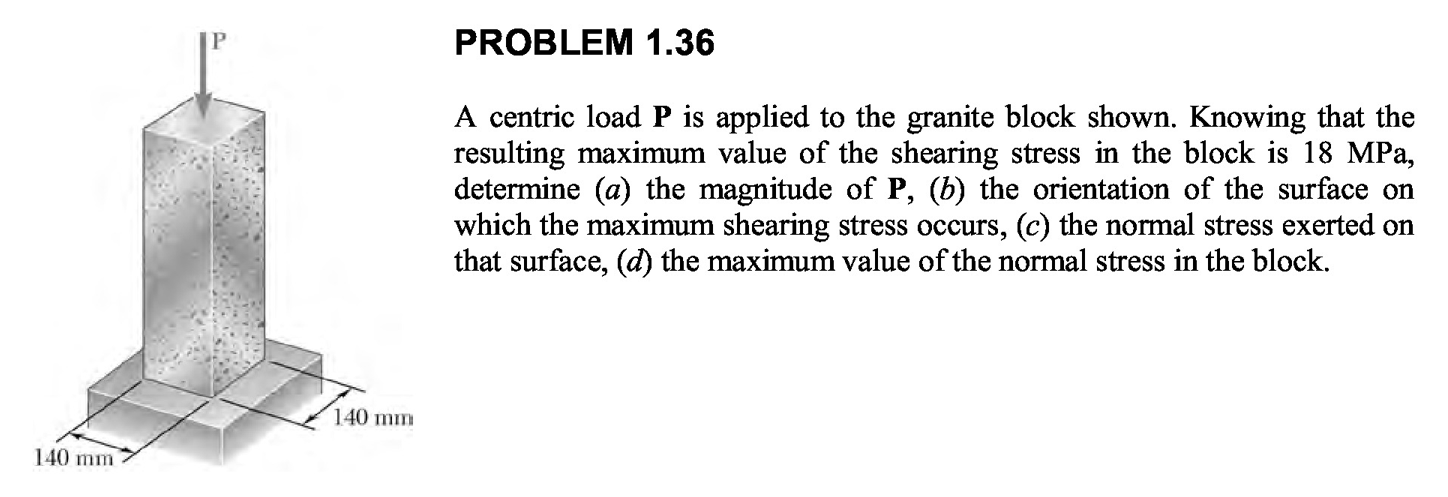 P
PROBLEM 1.36
A centric load P is applied to the granite block shown. Knowing that the
resulting maximum value of the shearing stress in the block is 18 MPa,
determine (a) the magnitude of P, (b) the orientation of the surface on
which the maximum shearing stress occurs, (c) the normal stress exerted on
that surface, (d) the maximum value of the normal stress in the block.
140 mm
140 mm